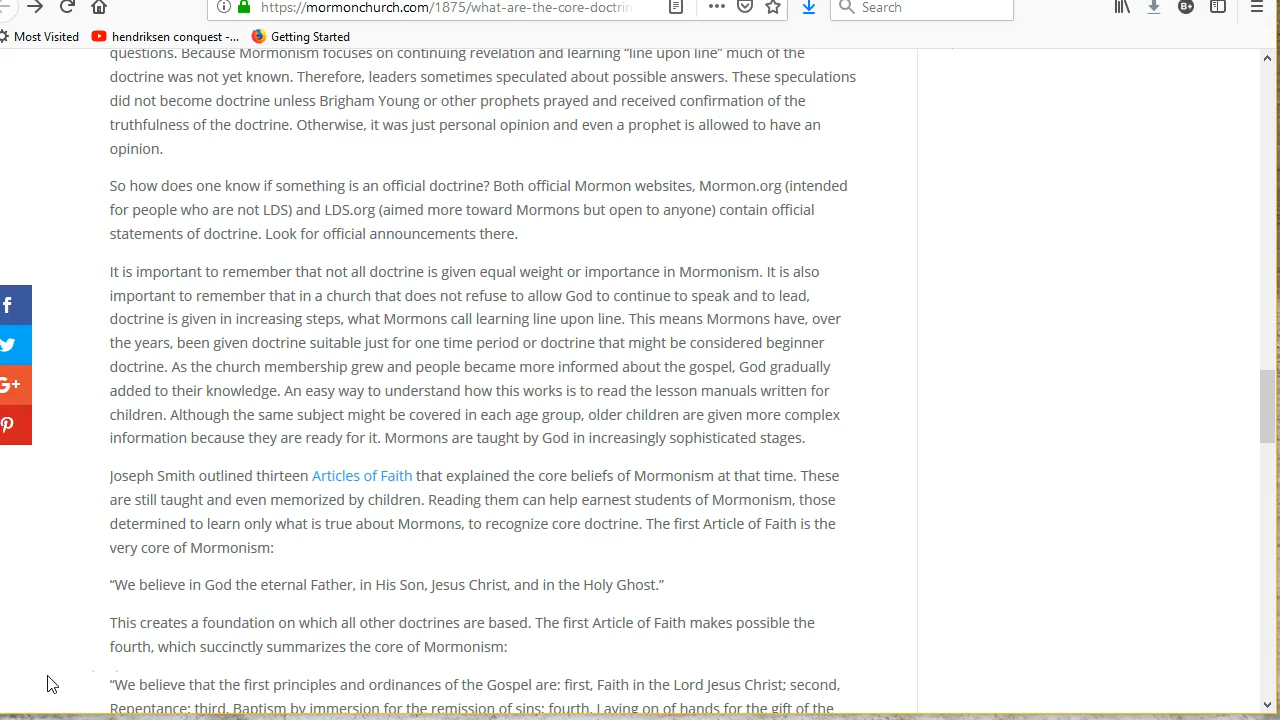 https://mormonchurch.com/1875/what-are-the-core-doctrin
Search
Most Visited
hendriksen conquest -...
Getting Started
questions. Because Mormonism focuses on continuing revelation and learning “line upon line” much of the
doctrine was not yet known. Therefore, leaders sometimes speculated about possible answers. These speculations
did not become doctrine unless Brigham Young or other prophets prayed and received confirmation of the
truthfulness of the doctrine. Otherwise, it was just personal opinion and even a prophet is allowed to have an
opinion.
So how does one know if something is an official doctrine? Both official Mormon websites, Mormon.org (intended
for people who are not LDS) and LDS.org (aimed more toward Mormons but open to anyone) contain official
statements of doctrine. Look for official announcements there.
It is important to remember that not all doctrine is given equal weight or importance in Mormonism. It is also
important to remember that in a church that does not refuse to allow God to continue to speak and to lead,
doctrine is given in increasing steps, what Mormons call learning line upon line. This means Mormons have, over
the years, been given doctrine suitable just for one time period or doctrine that might be considered beginner
doctrine. As the church membership grew and people became more informed about the gospel, God gradually
added to their knowledge. An easy way to understand how this works is to read the lesson manuals written for
children. Although the same subject might be covered in each age group, older children are given more complex
information because they are ready for it. Mormons are taught by God in increasingly sophisticated stages.
Joseph Smith outlined thirteen Articles of Faith that explained the core beliefs of Mormonism at that time. These
are still taught and even memorized by children. Reading them can help earnest students of Mormonism, those
determined to learn only what is true about Mormons, to recognize core doctrine. The first Article of Faith is the
very core of Mormonism:
“We believe in God the eternal Father, in His Son, Jesus Christ, and in the Holy Ghost.”
This creates a foundation on which all other doctrines are based. The first Article of Faith makes possible the
fourth, which succinctly summarizes the core of Mormonism:
“We believe that the first principles and ordinances of the Gospel are: first, Faith in the Lord Jesus Christ; second,
Repentance; third, Baptism by immersion for the remission of sins; fourth, Laying on of hands for the gift of the